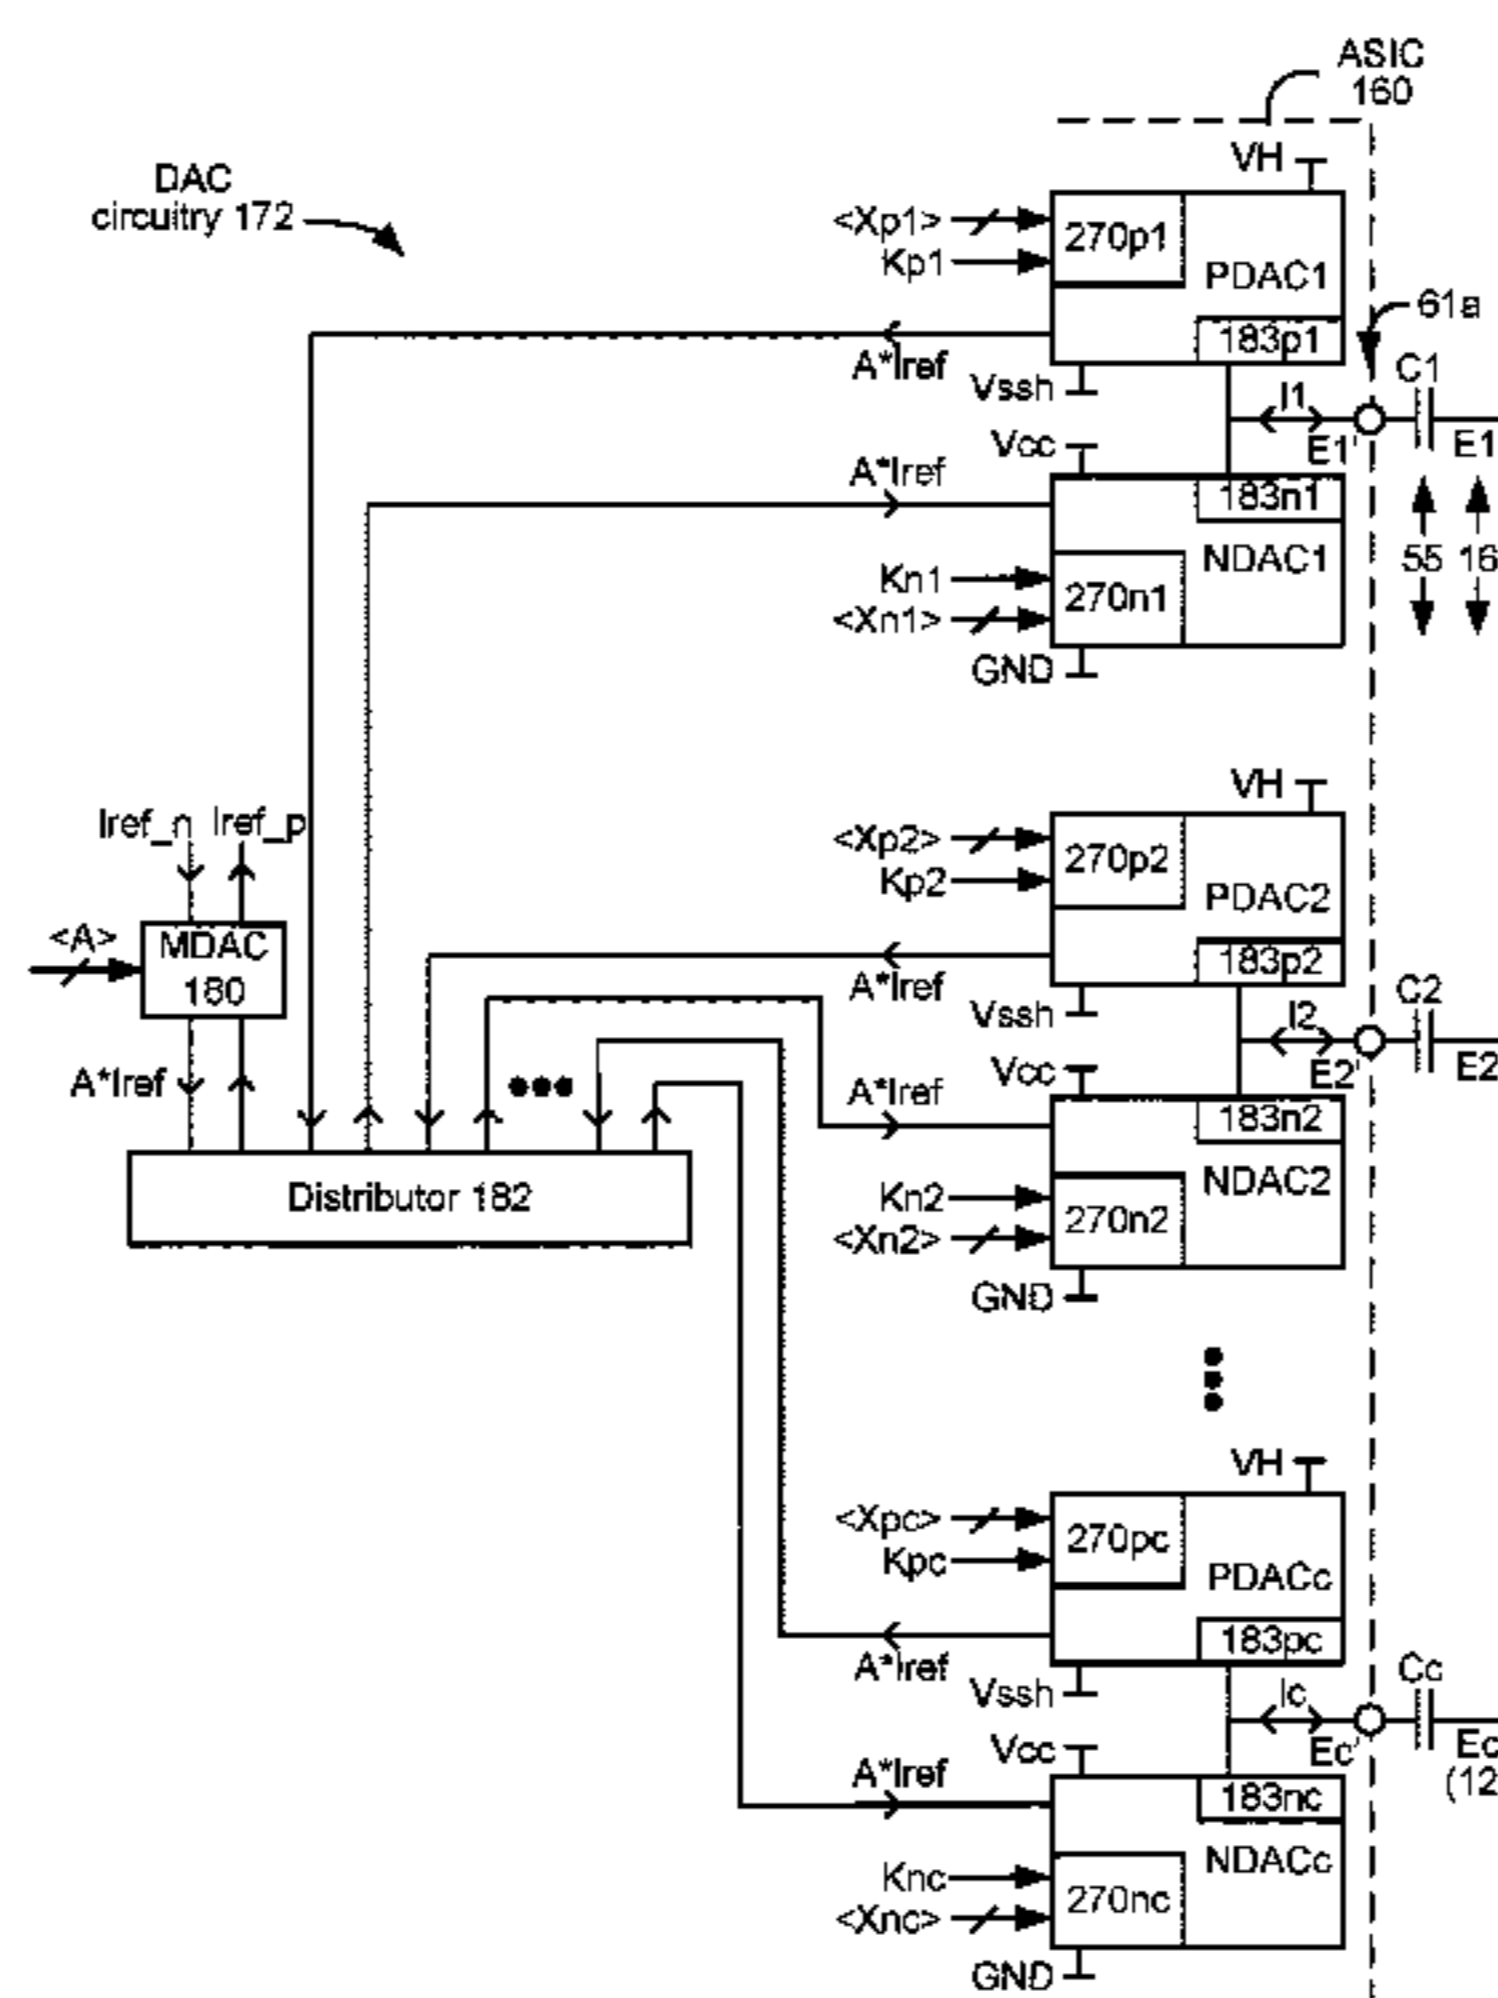 ASIC
160
DAC
circuitry 172
VH
<Xp1>
Kp1
270p1
PDAC1
183p1
A*Iref
Vssh
61a
C1
I1
E1'
E1
Vcc
A*Iref
183n1
NDAC1
Kn1
<Xn1>
270n1
GND
55
16
VH
<Xp2>
Kp2
270p2
PDAC2
183p2
A*Iref
Vssh
C2
I2
E2'
E2
Vcc
A*Iref
183n2
NDAC2
Kn2
<Xn2>
270n2
GND
Iref_n
Iref_p
<A>
MDAC
180
A*Iref
Distributor 182
VH
<Xpc>
Kpc
270pc
PDACc
183pc
A*Iref
Vssh
Cc
Ic
Ec'
Ec
(12
Vcc
A*Iref
183nc
NDACc
Knc
<Xnc>
270nc
GND